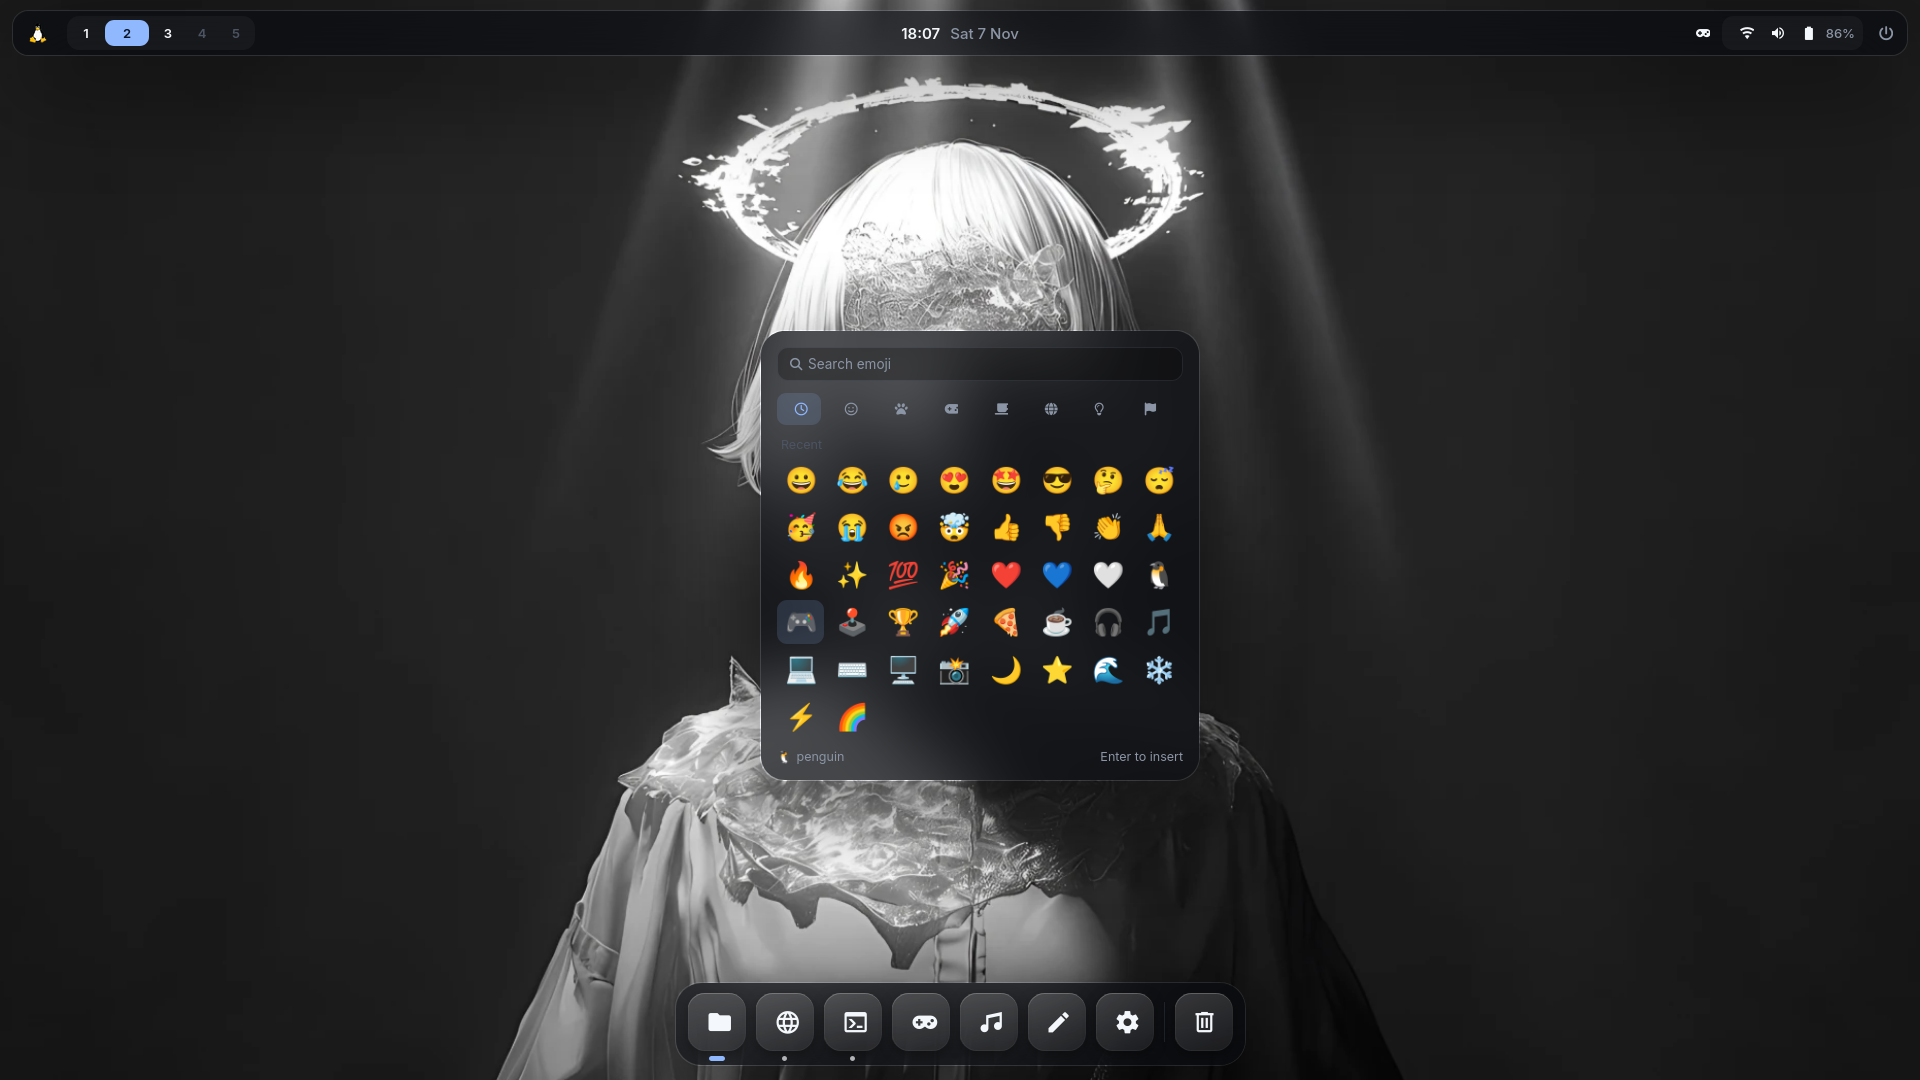 1 2 3 4 5
18:07 Sat 7 Nov
86%
Search emoji
Recent
penguin
Enter to insert